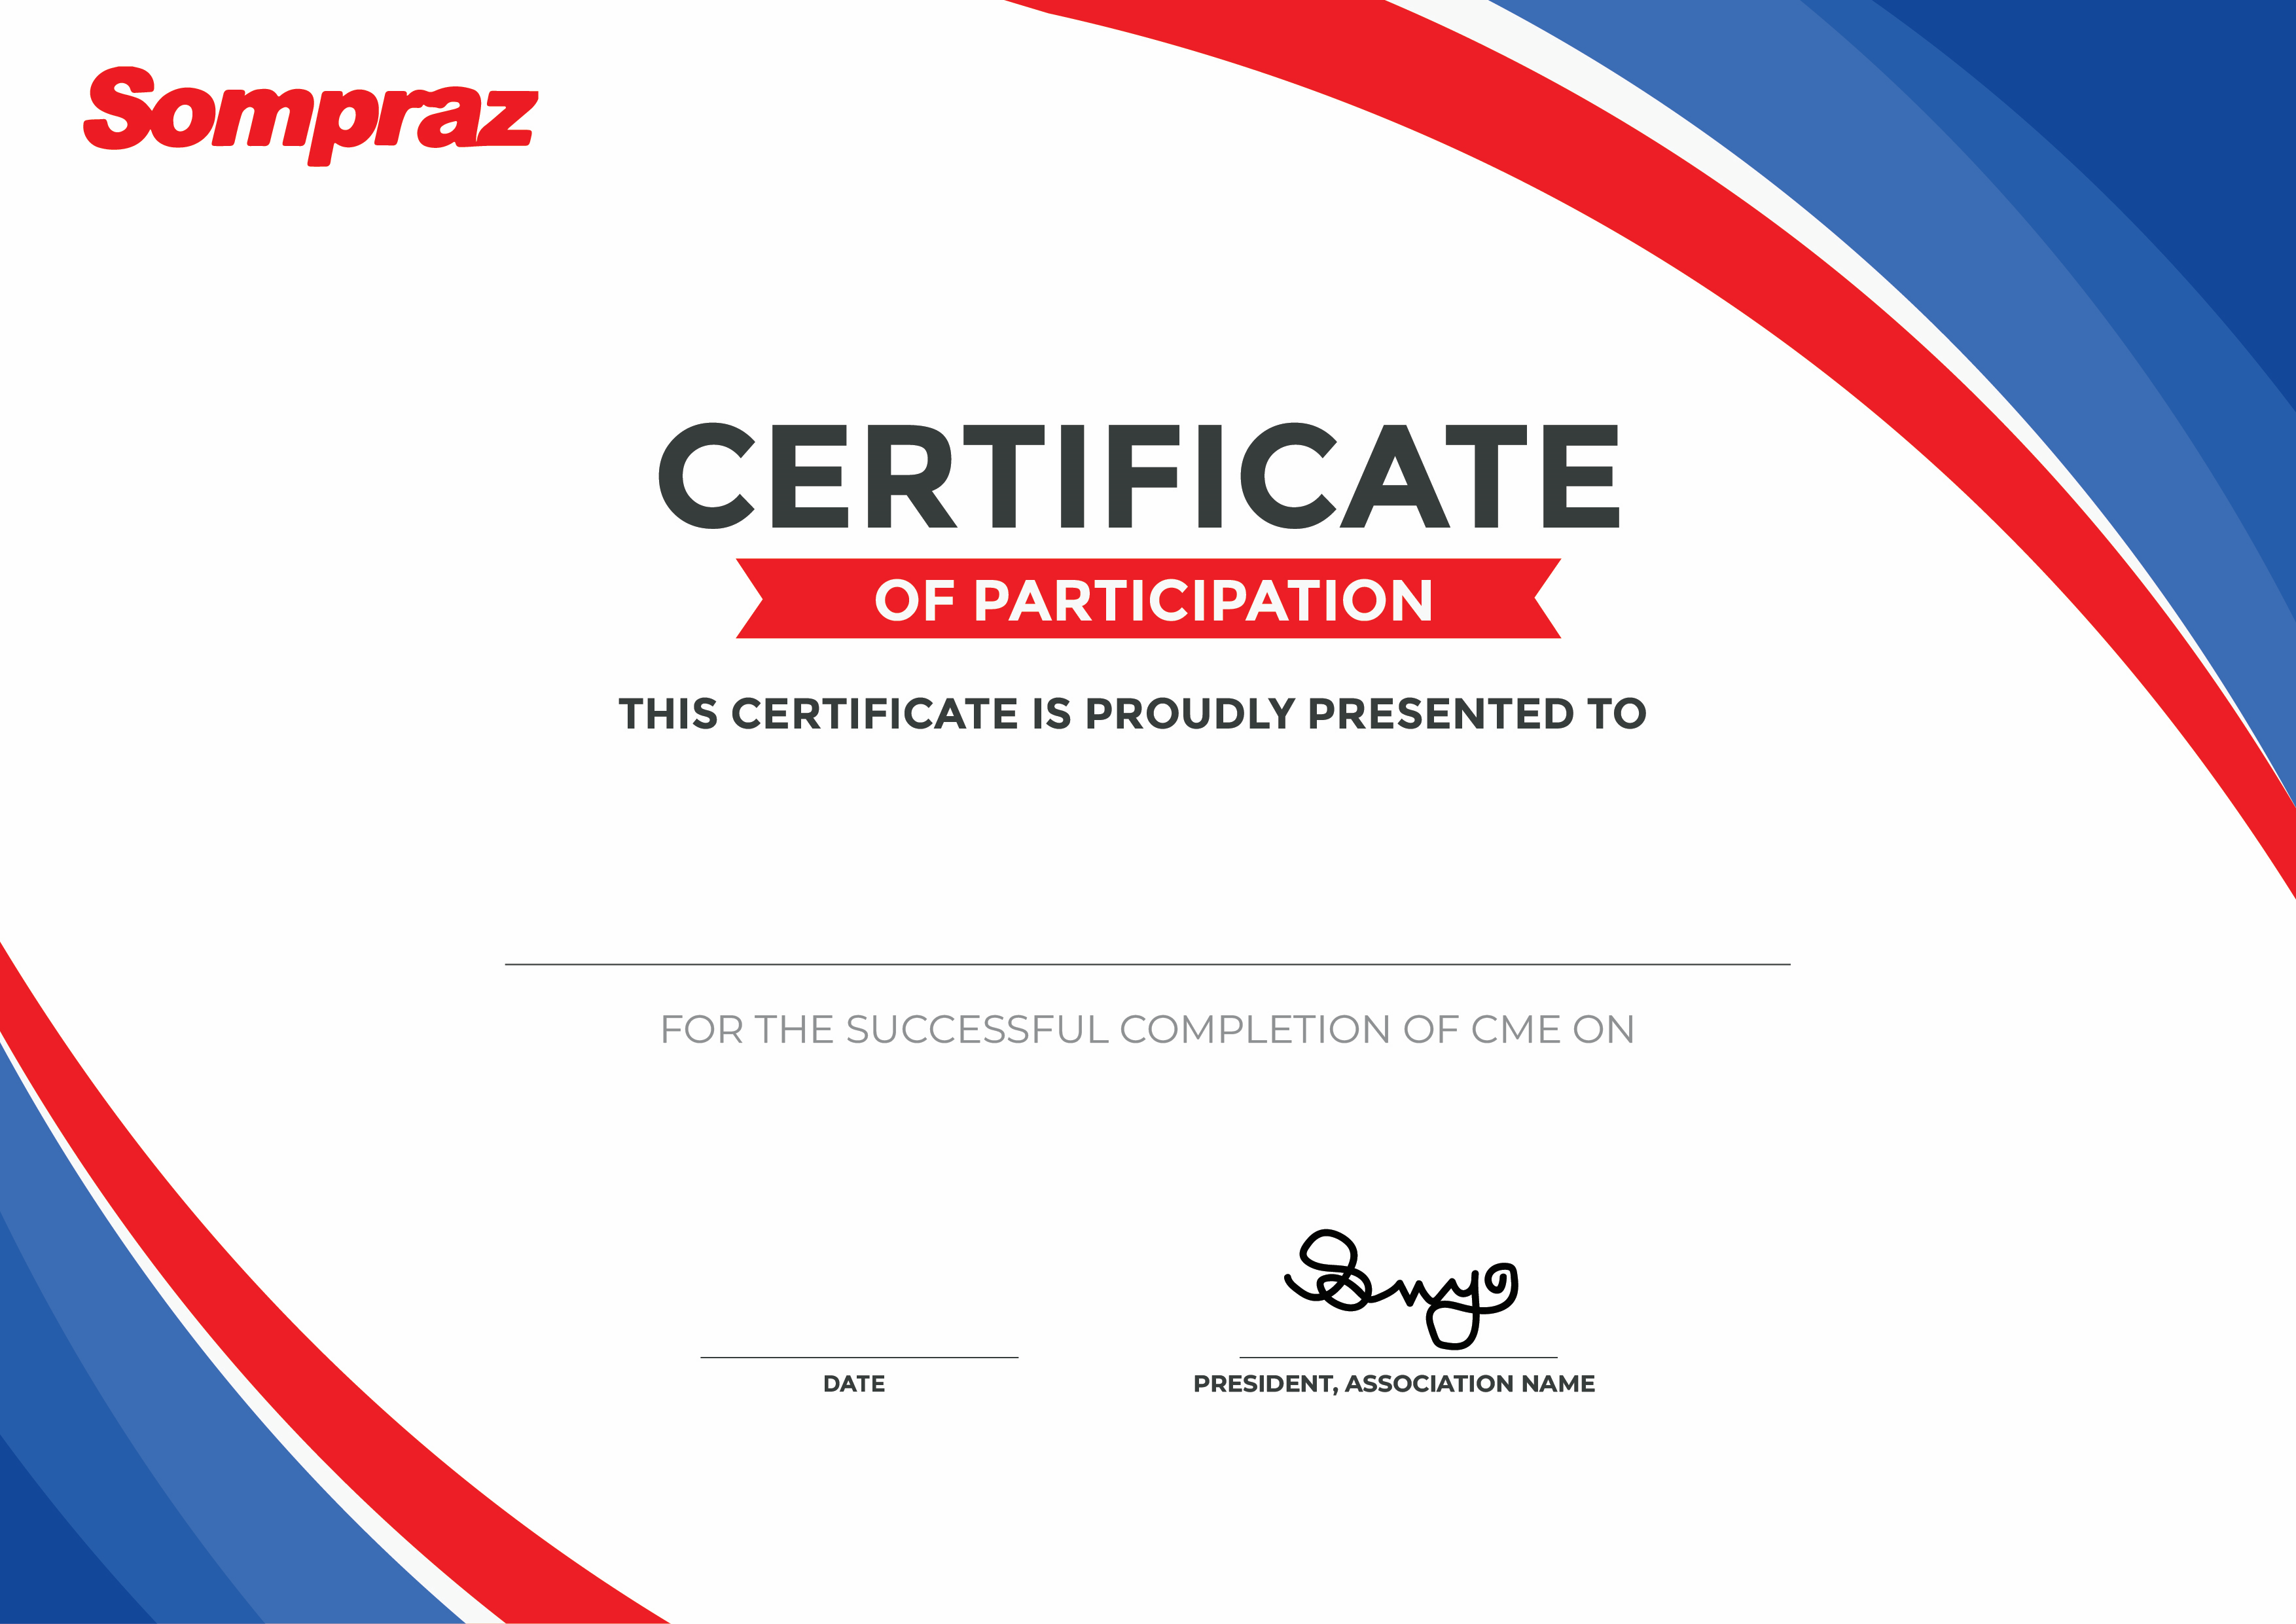 Sompraz
CERTIFICATE
OF PARTICIPATION
THIS CERTIFICATE IS PROUDLY PRESENTED TO
FOR THE SUCCESSFUL COMPLETION OF CME ON
DATE
PRESIDENT, ASSOCIATION NAME